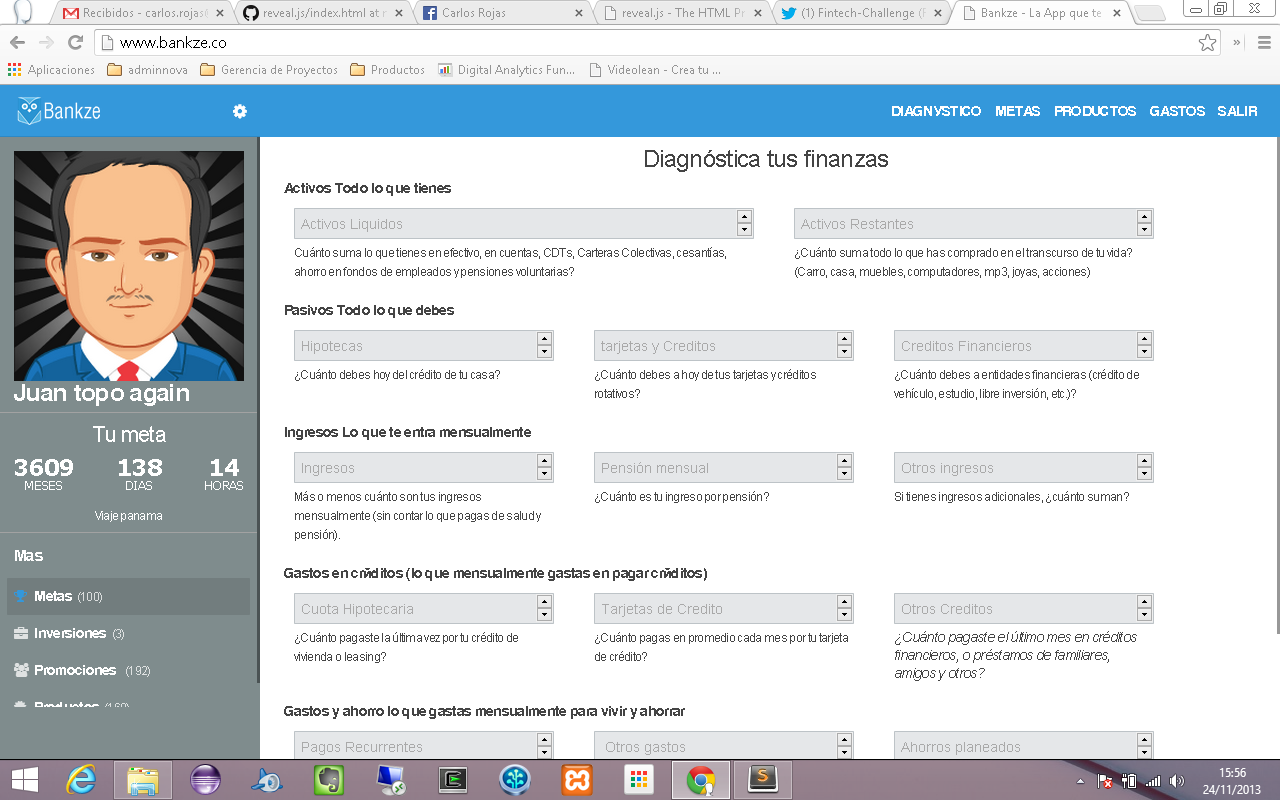 Recibidos - carlos.rojas@
reveal.js/index.html at r
Carlos Rojas
reveal.js - The HTML Pr
(1) Fintech-Challenge (F
Bankze - La App que te
www.bankze.co
Aplicaciones
adminnova
Gerencia de Proyectos
Productos
Digital Analytics Fun...
Videolean - Crea tu ...
Bankze
METAS
PRODUCTOS
GASTOS
SALIR
Juan topo again
Tu meta
3609 138 14
MESES DIAS HORAS
Viaje panama
Mas
Metas (100)
Inversiones (3)
Promociones (192)
Productos (160)
Diagnóstica tus finanzas
Activos Todo lo que tienes
Activos Liquidos
Cuánto suma lo que tienes en efectivo, en cuentas, CDTs, Carteras Colectivas, cesantías,
ahorro en fondos de empleados y pensiones voluntarias?
Activos Restantes
¿Cuánto suma todo lo que has comprado en el transcurso de tu vida?
(Carro, casa, muebles, computadores, mp3, joyas, acciones)
Pasivos Todo lo que debes
Hipotecas
¿Cuánto debes hoy del crédito de tu casa?
tarjetas y Creditos
¿Cuánto debes a hoy de tus tarjetas y créditos
rotativos?
Creditos Financieros
¿Cuánto debes a entidades financieras (crédito de
vehículo, estudio, libre inversión, etc.)?
Ingresos Lo que te entra mensualmente
Ingresos
Más o menos cuánto son tus ingresos
mensualmente (sin contar lo que pagas de salud y
pensión).
Pensión mensual
¿Cuánto es tu ingreso por pensión?
Otros ingresos
Si tienes ingresos adicionales, ¿cuánto suman?
Gastos en (lo que mensualmente gastas en pagar
Cuota Hipotecaria
¿Cuánto pagaste la última vez por tu crédito de
vivienda o leasing?
Tarjetas de Credito
¿Cuánto pagas en promedio cada mes por tu tarjeta
de crédito?
Otros Creditos
¿Cuánto pagaste el último mes en créditos
financieros, o préstamos de familiares,
amigos y otros?
Gastos y ahorro lo que gastas mensualmente para vivir y ahorrar
Pagos Recurrentes
Otros gastos
Ahorros planeados
15:56
24/11/2013